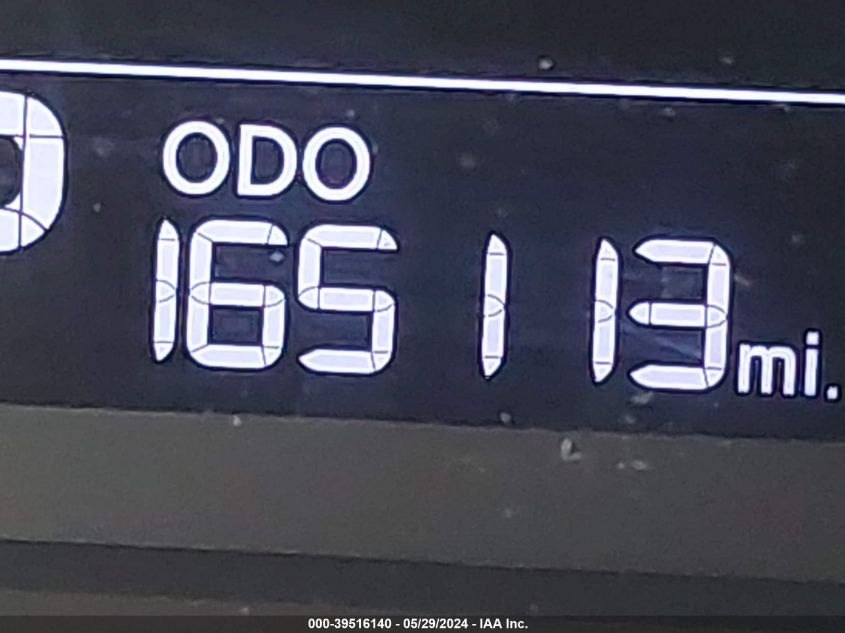 ODO
165113 mi.
000-39516140 - 05/29/2024 - IAA Inc.